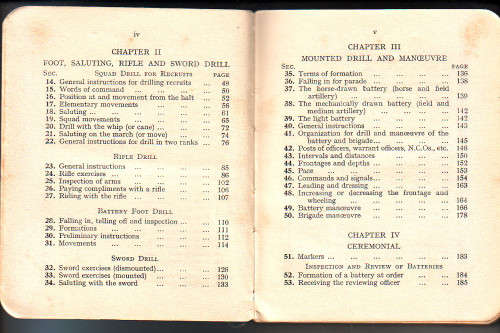 iv
CHAPTER II
FOOT, SALUTING, RIFLE AND SWORD DRILL
SEC. SQUAD DRILL FOR RECRUITS PAGE
14. General instructions for drilling recruits ... 48
15. Words of command ... ... ... ... 50
16. Position at and movement from the halt ... 52
17. Elementary movements ... ... ... 56
18. Saluting ... ... ... ... ... 61
19. Squad movements ... ... ... ... 65
20. Drill with the whip (or cane) ... ... ... 72
21. Saluting on the march (or move) ... ... 74
22. General instructions for drill in two ranks ... 76
RIFLE DRILL
23. General instructions ... ... ... ... 85
24. Rifle exercises ... ... ... ... ... 86
25. Inspection of arms ... ... ... ... 102
26. Paying compliments with a rifle ... ... 106
27. Riding with the rifle ... ... ... ... 107
BATTERY FOOT DRILL
28. Falling in, telling off and inspection ... ... 110
29. Formations ... ... ... ... ... 111
30. Preliminary instructions ... ... ... 112
31. Movements ... ... ... ... ... 114
SWORD DRILL
32. Sword exercises (dismounted) ... ... ... 126
33. Sword exercises (mounted) ... ... ... 130
34. Saluting with the sword ... ... ... 133
v
CHAPTER III
MOUNTED DRILL AND MANŒUVRE
SEC. PAGE
35. Terms of formation ... ... ... ... 136
36. Falling in for parade ... ... ... ... 138
37. The horse-drawn battery (horse and field
artillery) ... ... ... ... ... 139
38. The mechanically drawn battery (field and
medium artillery) ... ... ... ... 142
39. The light battery ... ... ... ... 142
40. General instructions ... ... ... ... 143
41. Organization for drill and manœuvre of the
battery and brigade ... ... ... ... 145
42. Posts of officers, warrant officers, N.C.Os., etc. 146
43. Intervals and distances ... ... ... 150
44. Frontages and depths ... ... ... ... 152
45. Pace ... ... ... ... ... ... 153
46. Commands and signals ... ... ... ... 154
47. Leading and dressing ... ... ... ... 163
48. Increasing or decreasing the frontage and
wheeling ... ... ... ... ... 164
49. Battery manœuvre ... ... ... ... 166
50. Brigade manœuvre ... ... ... ... 178
CHAPTER IV
CEREMONIAL
51. Markers ... ... ... ... ... ... 183
INSPECTION AND REVIEW OF BATTERIES
52. Formation of a battery at order ... ... 184
53. Receiving the reviewing officer ... ... 185